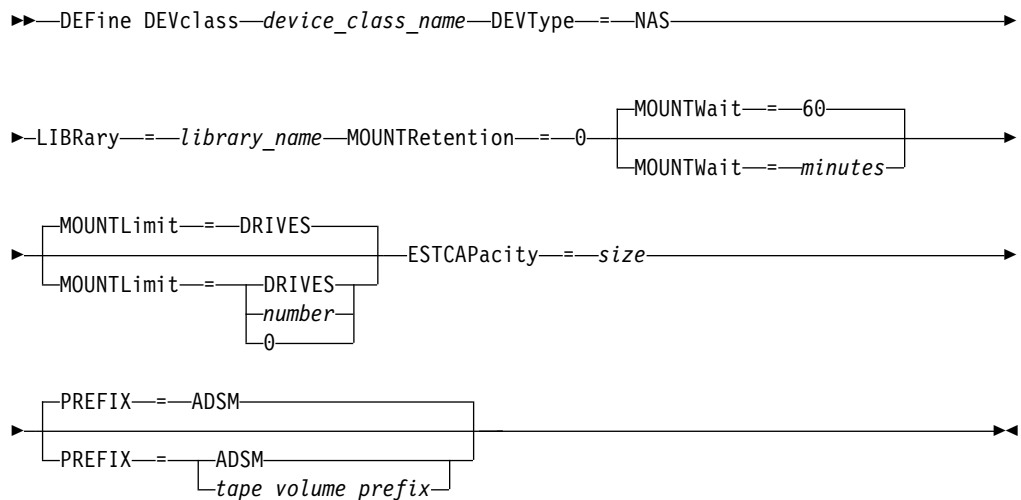 DEFine DEVclass device_class_name DEVType = NAS
MOUNTWait = 60
LIBRary = library_name MOUNTRetention = 0
MOUNTWait = minutes
MOUNTLimit = DRIVES
ESTCAPacity = size
MOUNTLimit = DRIVES
number
0
PREFIX = ADSM
PREFIX = ADSM
tape volume prefix